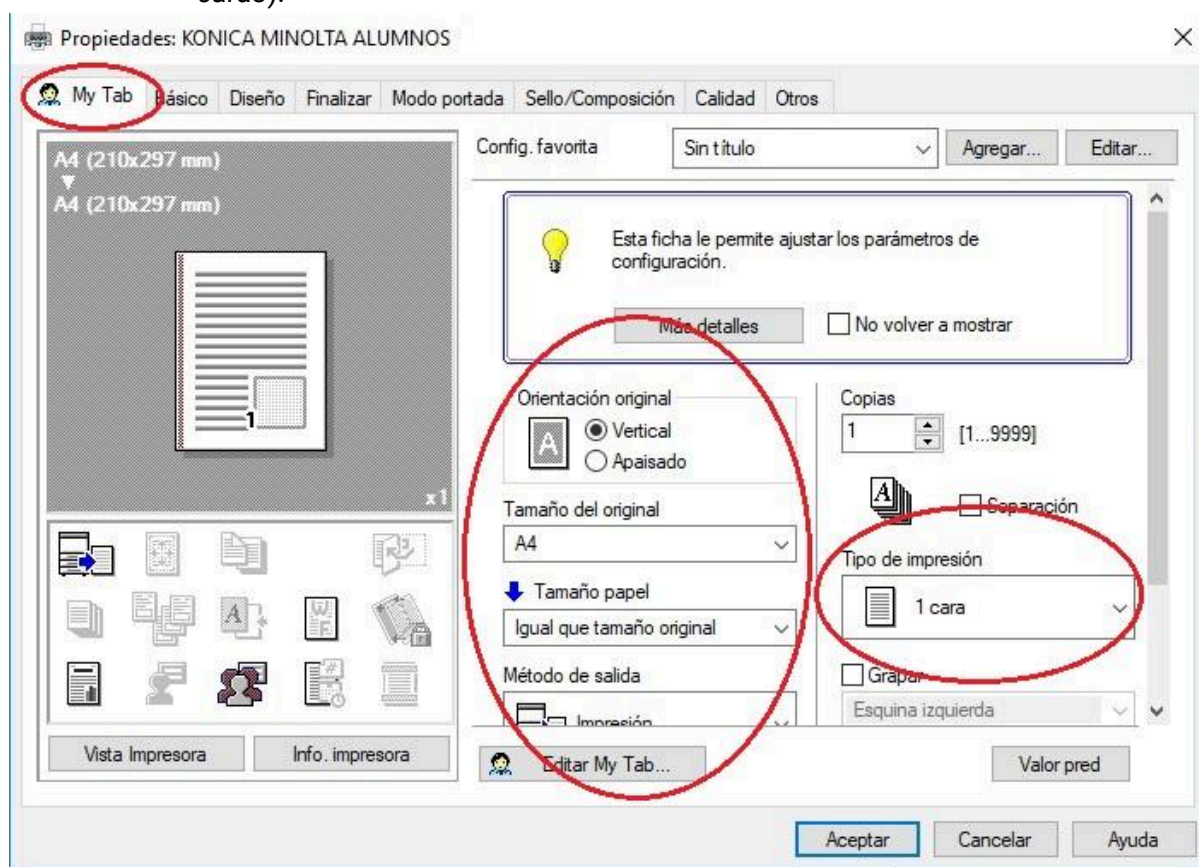 caras).
Propiedades: KONICA MINOLTA ALUMNOS
My Tab Básico Diseño Finalizar Modo portada Sello/Composición Calidad Otros
A4 (210x297 mm)
A4 (210x297 mm)
1
x1
Vista Impresora Info. impresora
Config. favorita Sin título Agregar... Editar...
Esta ficha le permite ajustar los parámetros de
configuración.
Más detalles No volver a mostrar
Orientación original
A
Vertical
Apaisado
Tamaño del original
A4
Tamaño papel
Igual que tamaño original
Método de salida
Impresión
Copias
1 [1...9999]
Separación
Tipo de impresión
1 cara
Grapar
Esquina izquierda
Editar My Tab... Valor pred
Aceptar Cancelar Ayuda